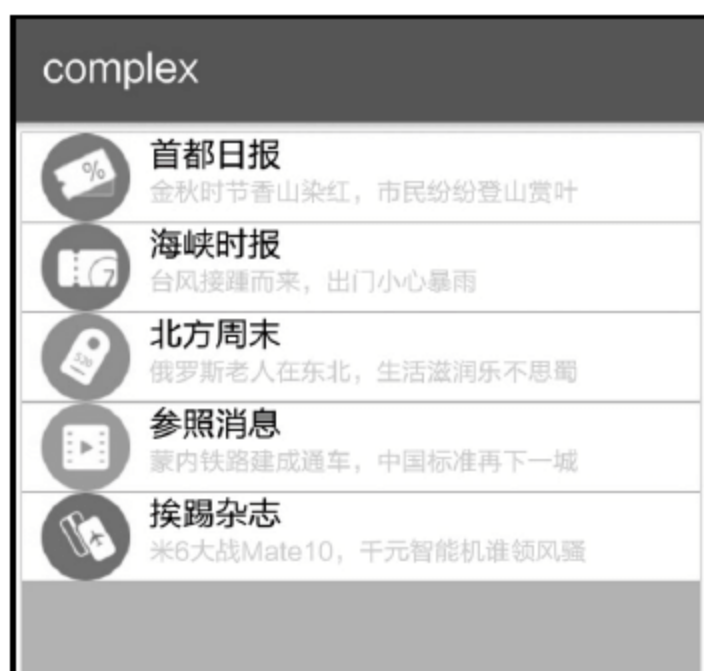 complex
%
首都日报
金秋时节香山染红，市民纷纷登山赏叶
7
海峡时报
台风接踵而来，出门小心暴雨
520
北方周末
俄罗斯老人在东北，生活滋润乐不思蜀
参照消息
蒙内铁路建成通车，中国标准再下一城
挨踢杂志
米6大战Mate10，千元智能机谁领风骚